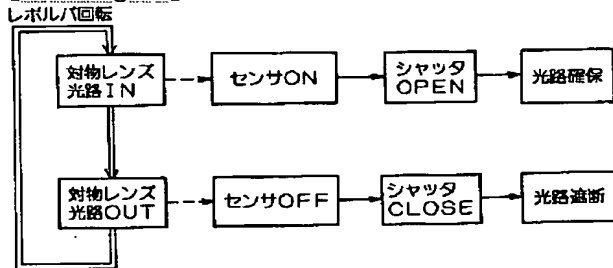 レボルバ回転
対物レンズ
光路IN
センサON
シャッタ
OPEN
光路確保
対物レンズ
光路OUT
センサOFF
シャッタ
CLOSE
光路遮断